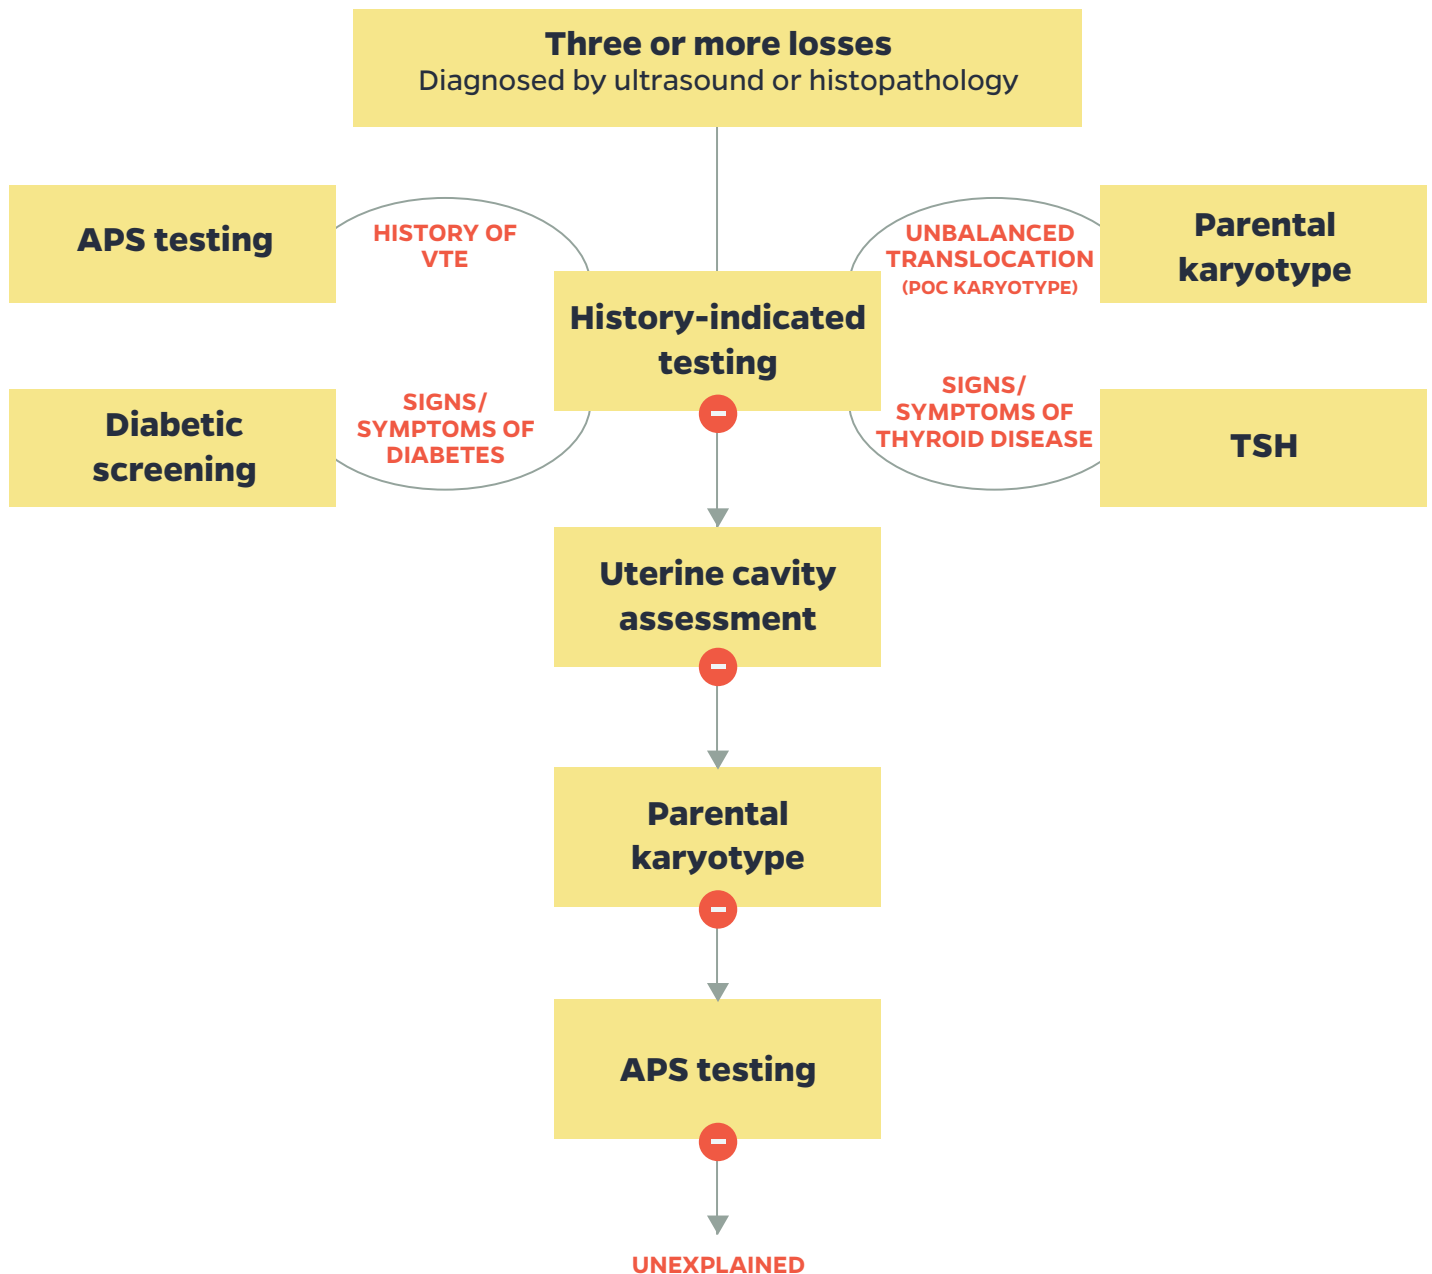 Three or more losses
Diagnosed by ultrasound or histopathology
APS testing
HISTORY OF
VTE
UNBALANCED
TRANSLOCATION
(POC KARYOTYPE)
Parental
karyotype
History-indicated
testing
Diabetic
screening
SIGNS/
SYMPTOMS OF
DIABETES
SIGNS/
SYMPTOMS OF
THYROID DISEASE
TSH
Uterine cavity
assessment
Parental
karyotype
APS testing
UNEXPLAINED